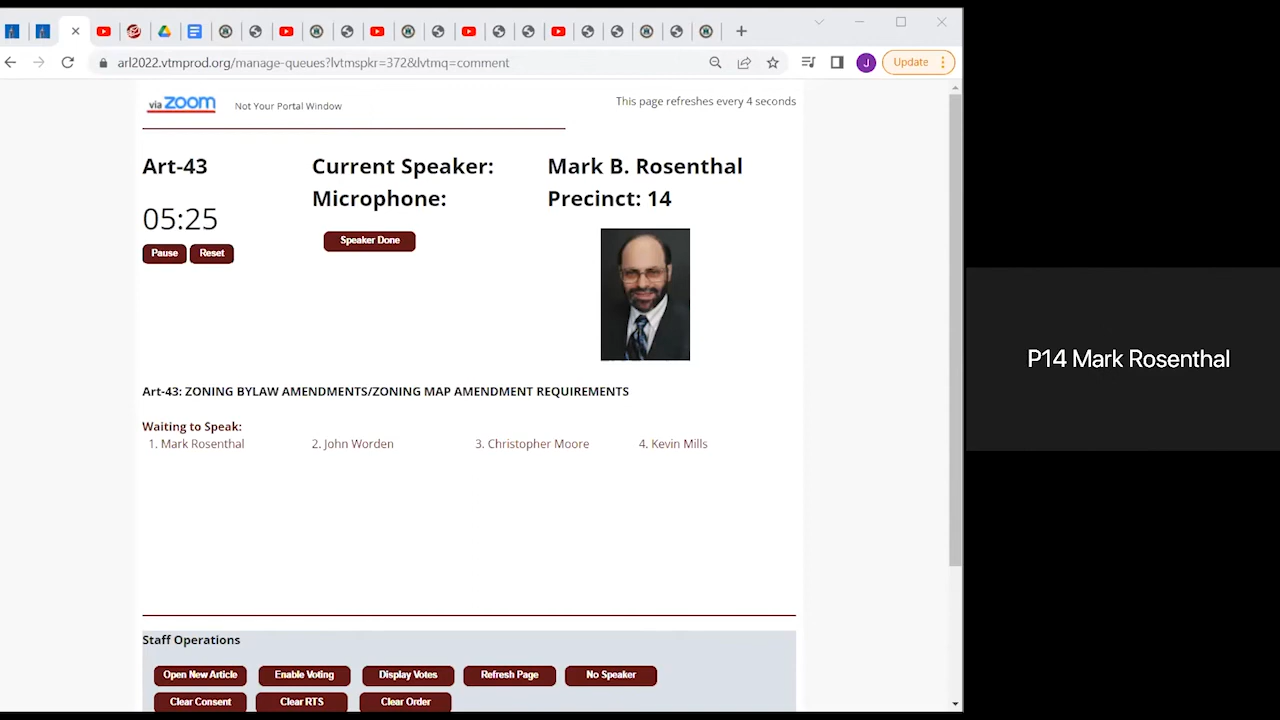 arl2022.vtmprod.org/manage-queues?lvtmspkr=372&lvtmq=comment
J
Update
via zoom
Not Your Portal Window
This page refreshes every 4 seconds
Art-43
Current Speaker:
Mark B. Rosenthal
Microphone:
Precinct: 14
05:25
Pause
Reset
Speaker Done
P14 Mark Rosenthal
Art-43: ZONING BYLAW AMENDMENTS/ZONING MAP AMENDMENT REQUIREMENTS
Waiting to Speak:
1. Mark Rosenthal
2. John Worden
3. Christopher Moore
4. Kevin Mills
Staff Operations
Open New Article
Enable Voting
Display Votes
Refresh Page
No Speaker
Clear Consent
Clear RTS
Clear Order